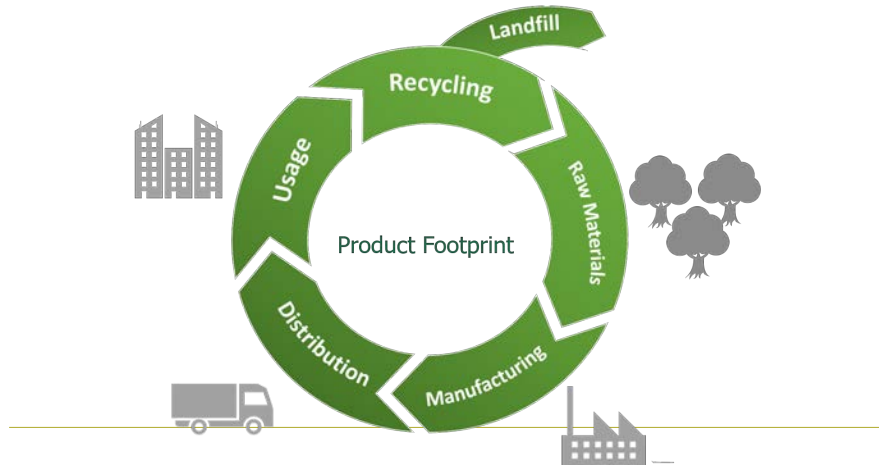 Landfill
Recycling
Raw Materials
Usage
Product Footprint
Distribution
Manufacturing